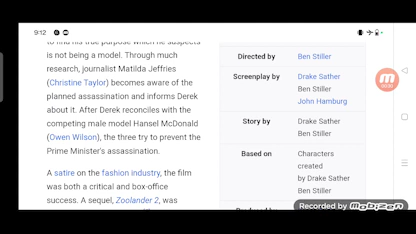 9:12
to find his true purpose which he suspects
is not being a model. Through much
research, journalist Matilda Jeffries
(Christine Taylor) becomes aware of the
planned assassination and informs Derek
about it. After Derek reconciles with the
competing male model Hansel McDonald
(Owen Wilson), the three try to prevent the
Prime Minister's assassination.
A satire on the fashion industry, the film
was both a critical and box-office
success. A sequel, Zoolander 2, was
Directed by Ben Stiller
Screenplay by Drake Sather
Ben Stiller
John Hamburg
Story by Drake Sather
Ben Stiller
Based on Characters
created
by Drake Sather
Ben Stiller
Recorded by Mobizen